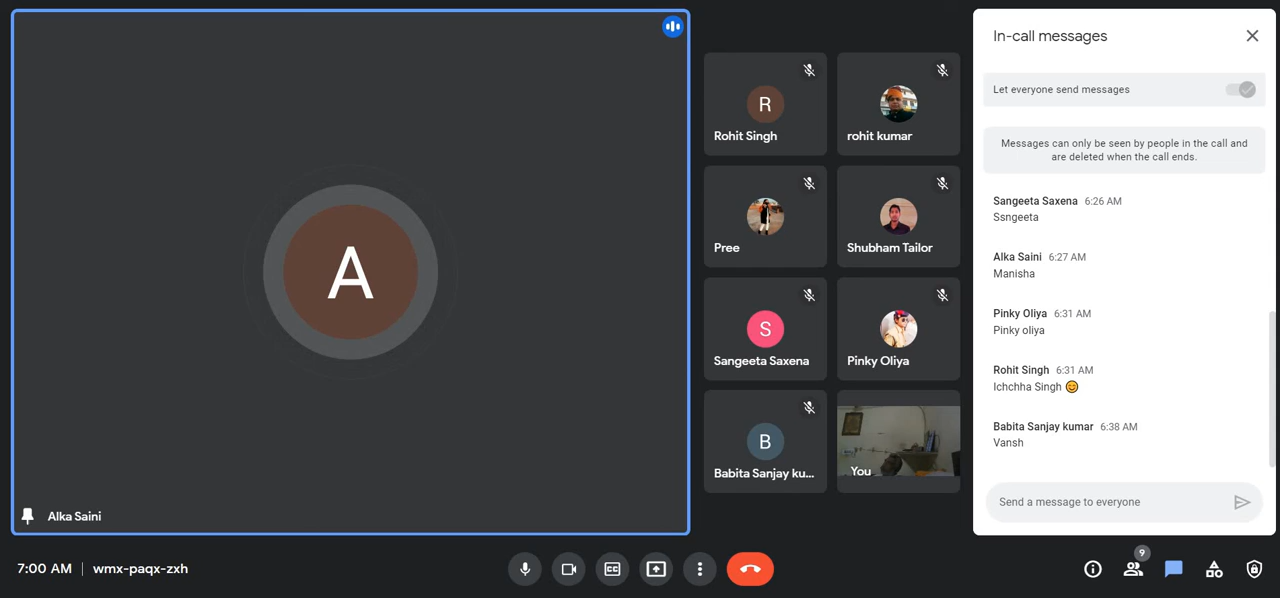 A
Alka Saini
R
Rohit Singh
rohit kumar
Pree
Shubham Tailor
S
Sangeeta Saxena
Pinky Oliya
B
Babita Sanjay ku...
You
In-call messages
Let everyone send messages
Messages can only be seen by people in the call and
are deleted when the call ends.
Sangeeta Saxena 6:26 AM
Ssngeeta
Alka Saini 6:27 AM
Manisha
Pinky Oliya 6:31 AM
Pinky oliya
Rohit Singh 6:31 AM
Ichchha Singh 😊
Babita Sanjay kumar 6:38 AM
Vansh
Send a message to everyone
7:00 AM | wmx-paqx-zxh
CC
9